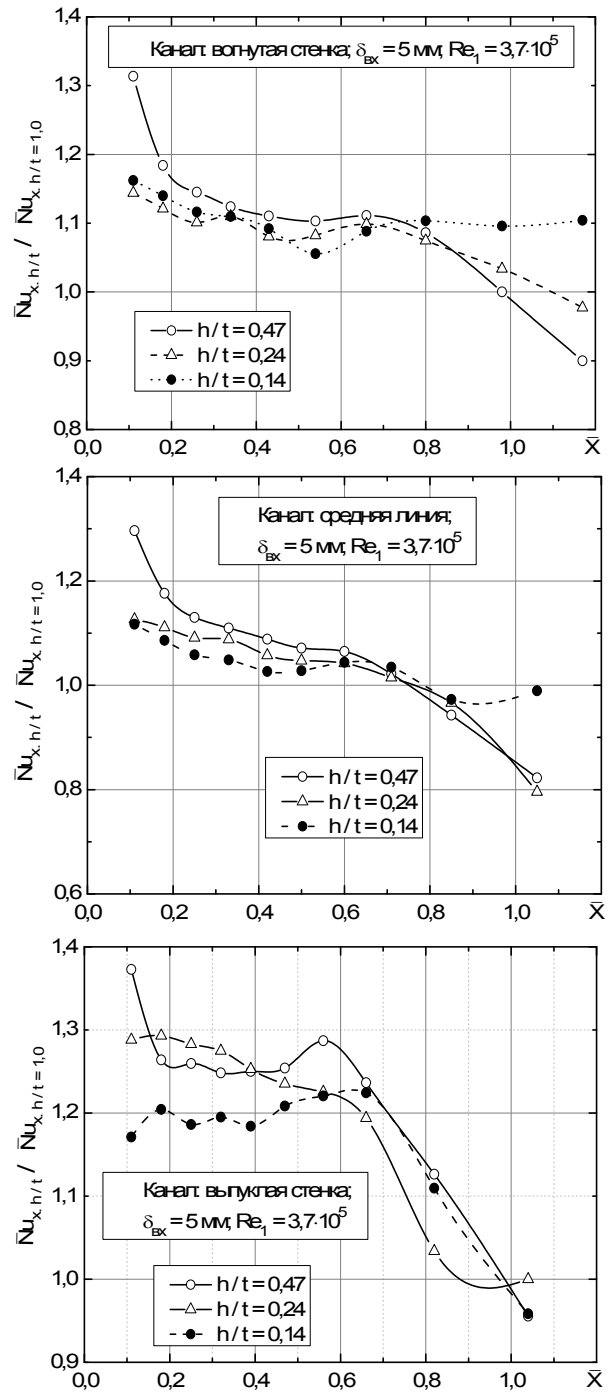 1,4
Канал: вогнутая стенка; δвх = 5 мм; Re1 = 3,7·10^5
1,3
1,2
1,1
1,0
0,9
0,8
N̄u x. h/t / N̄u x. h/t = 1,0
h / t = 0,47
h / t = 0,24
h / t = 0,14
0,0 0,2 0,4 0,6 0,8 1,0 X̄
1,4
Канал: средняя линия;
δвх = 5 мм; Re1 = 3,7·10^5
1,2
1,0
0,8
0,6
N̄u x. h/t / N̄u x. h/t = 1,0
h / t = 0,47
h / t = 0,24
h / t = 0,14
0,0 0,2 0,4 0,6 0,8 1,0 X̄
1,4
1,3
1,2
1,1
1,0
0,9
N̄u x. h/t / N̄u x. h/t = 1,0
Канал: выпуклая стенка;
δвх = 5 мм; Re1 = 3,7·10^5
h / t = 0,47
h / t = 0,24
h / t = 0,14
0,0 0,2 0,4 0,6 0,8 1,0 X̄